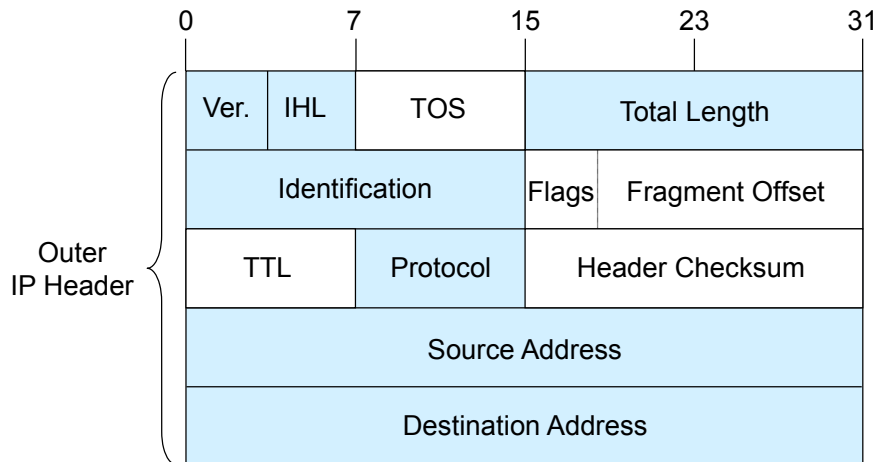 0 7 15 23 31
Ver. IHL TOS Total Length
Identification Flags Fragment Offset
Outer
IP Header
TTL Protocol Header Checksum
Source Address
Destination Address